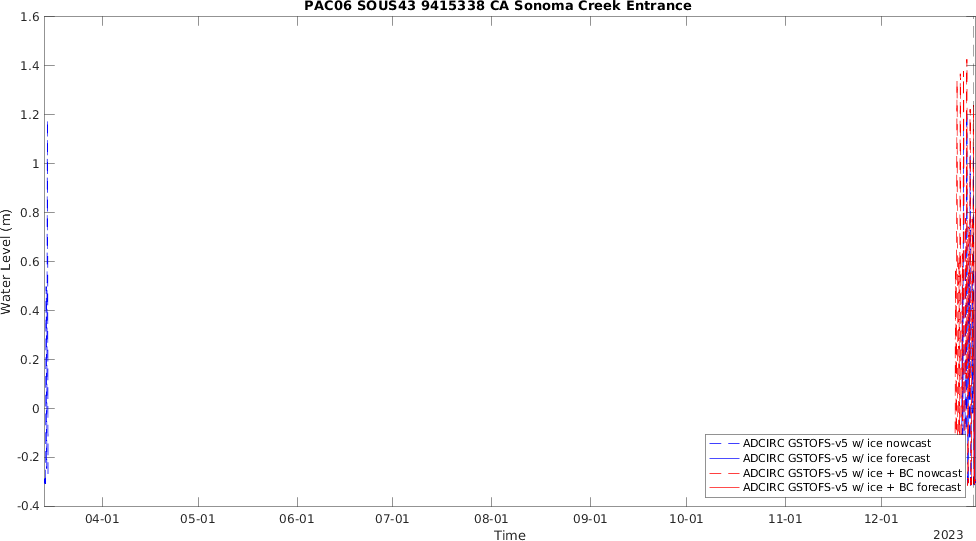 PAC06 SOUS43 9415338 CA Sonoma Creek Entrance
1.6
1.4
1.2
1
0.8
0.6
0.4
0.2
0
-0.2
-0.4
Water Level (m)
04-01 05-01 06-01 07-01 08-01 09-01 10-01 11-01 12-01
Time
2023
ADCIRC GSTOFS-v5 w/ ice nowcast
ADCIRC GSTOFS-v5 w/ ice forecast
ADCIRC GSTOFS-v5 w/ ice + BC nowcast
ADCIRC GSTOFS-v5 w/ ice + BC forecast